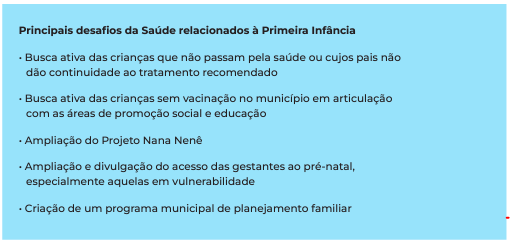 Principais desafios da Saúde relacionados à Primeira Infância
• Busca ativa das crianças que não passam pela saúde ou cujos pais não
dão continuidade ao tratamento recomendado
• Busca ativa das crianças sem vacinação no município em articulação
com as áreas de promoção social e educação
• Ampliação do Projeto Nana Nenê
• Ampliação e divulgação do acesso das gestantes ao pré-natal,
especialmente aquelas em vulnerabilidade
• Criação de um programa municipal de planejamento familiar